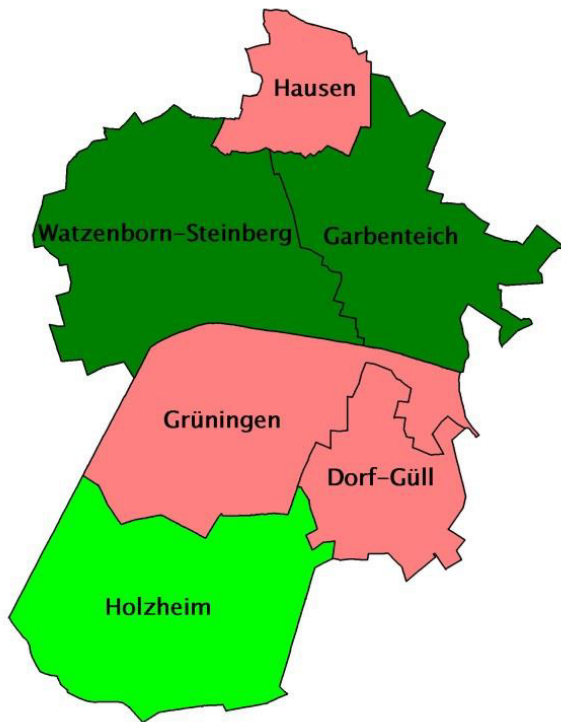 Hausen
Watzenborn-Steinberg
Garbenteich
Grüningen
Dorf-Güll
Holzheim